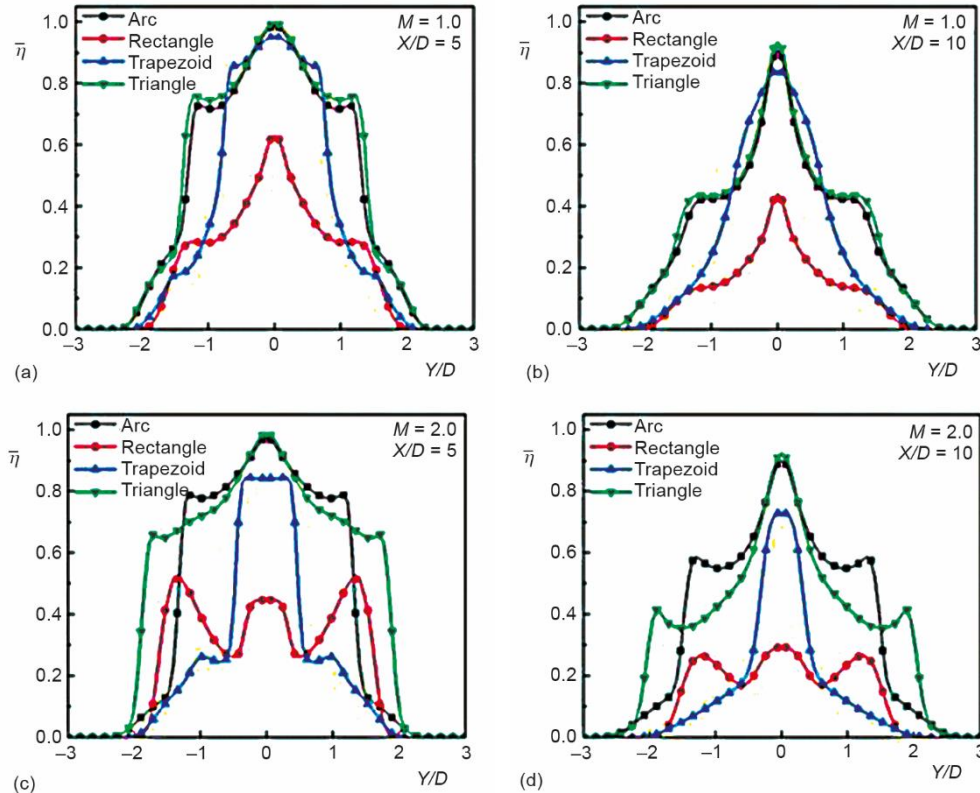 1.0
0.8
0.6
0.4
0.2
0.0
η̅
Arc
Rectangle
Trapezoid
Triangle
M = 1.0
X/D = 5
–3 –2 –1 0 1 2 3
Y/D
(a)
1.0
0.8
0.6
0.4
0.2
0.0
η̅
Arc
Rectangle
Trapezoid
Triangle
M = 1.0
X/D = 10
–3 –2 –1 0 1 2 3
Y/D
(b)
1.0
0.8
0.6
0.4
0.2
0.0
η̅
Arc
Rectangle
Trapezoid
Triangle
M = 2.0
X/D = 5
–3 –2 –1 0 1 2 3
Y/D
(c)
1.0
0.8
0.6
0.4
0.2
0.0
η̅
Arc
Rectangle
Trapezoid
Triangle
M = 2.0
X/D = 10
–3 –2 –1 0 1 2 3
Y/D
(d)